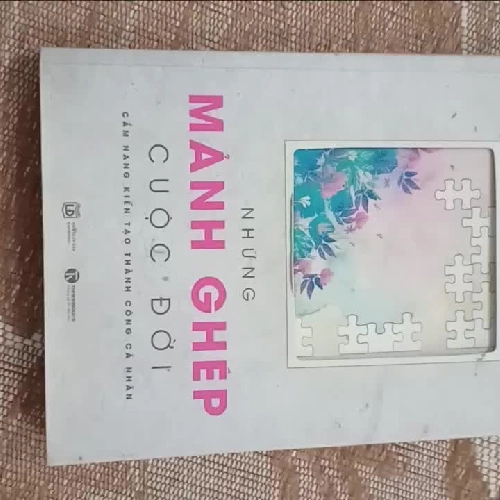 NHỮNG
MẢNH GHÉP
CUỘC ĐỜI
CẨM NANG KIẾN TẠO THÀNH CÔNG CÁ NHÂN